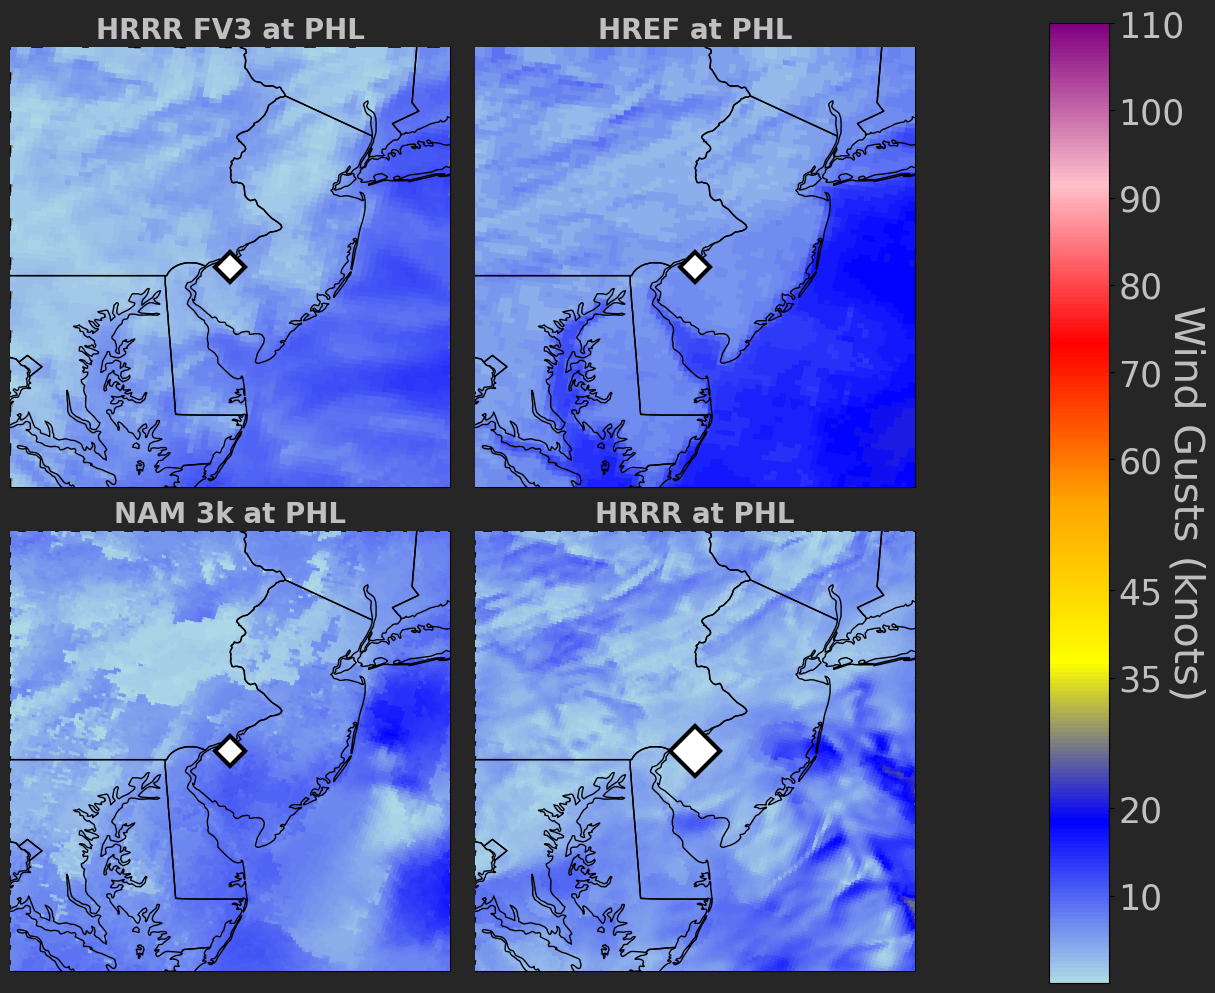 HRRR FV3 at PHL
HREF at PHL
NAM 3k at PHL
HRRR at PHL
110
100
90
80
70
60
45
35
20
10
Wind Gusts (knots)